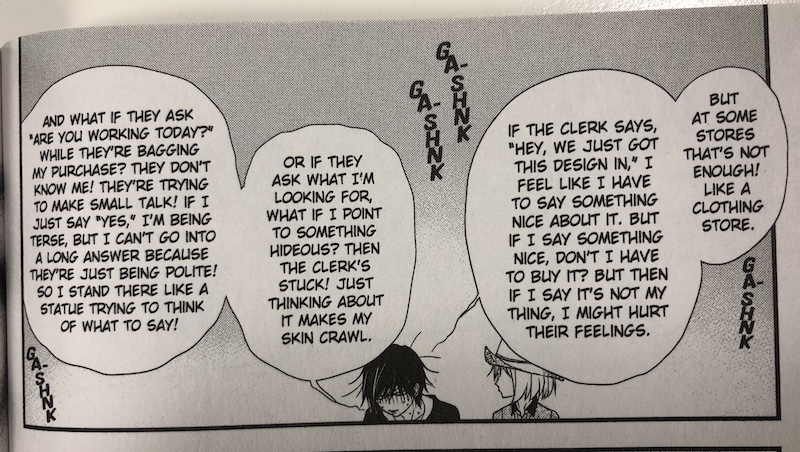 BUT
AT SOME
STORES
THAT'S NOT
ENOUGH!
LIKE A
CLOTHING
STORE.
GA-SHNK
IF THE CLERK SAYS,
"HEY, WE JUST GOT
THIS DESIGN IN," I
FEEL LIKE I HAVE
TO SAY SOMETHING
NICE ABOUT IT. BUT
IF I SAY SOMETHING
NICE, DON'T I HAVE
TO BUY IT? BUT THEN
IF I SAY IT'S NOT MY
THING, I MIGHT HURT
THEIR FEELINGS.
GA-SHNK
GA-SHNK
OR IF THEY
ASK WHAT I'M
LOOKING FOR,
WHAT IF I POINT
TO SOMETHING
HIDEOUS? THEN
THE CLERK'S
STUCK! JUST
THINKING ABOUT
IT MAKES MY
SKIN CRAWL.
AND WHAT IF THEY ASK
"ARE YOU WORKING TODAY?"
WHILE THEY'RE BAGGING
MY PURCHASE? THEY DON'T
KNOW ME! THEY'RE TRYING
TO MAKE SMALL TALK! IF I
JUST SAY "YES," I'M BEING
TERSE, BUT I CAN'T GO INTO
A LONG ANSWER BECAUSE
THEY'RE JUST BEING POLITE!
SO I STAND THERE LIKE A
STATUE TRYING TO THINK
OF WHAT TO SAY!
GA-SHNK